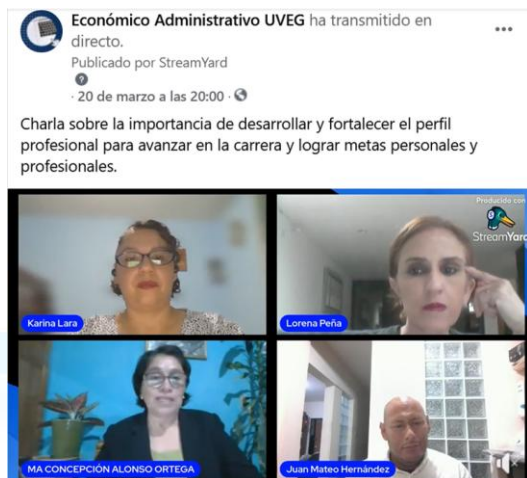 Económico Administrativo UVEG ha transmitido en
directo.
Publicado por StreamYard
· 20 de marzo a las 20:00 ·
Charla sobre la importancia de desarrollar y fortalecer el perfil
profesional para avanzar en la carrera y lograr metas personales y
profesionales.
Producido con
StreamYard
Karina Lara
Lorena Peña
MA CONCEPCIÓN ALONSO ORTEGA
Juan Mateo Hernández